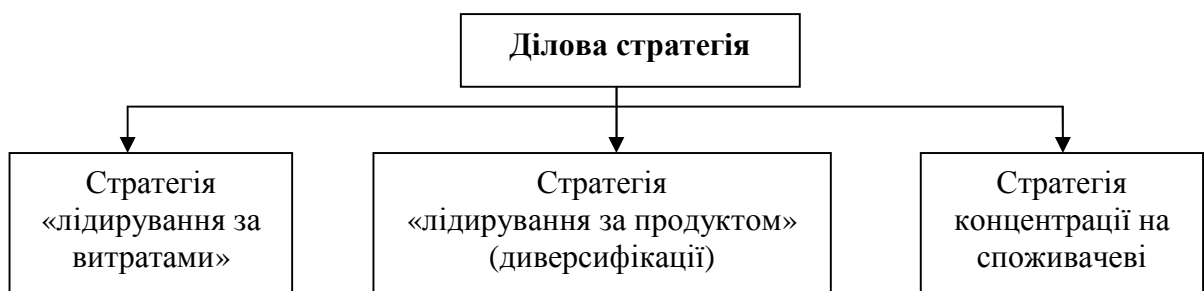 Ділова стратегія
Стратегія
«лідирування за
витратами»
Стратегія
«лідирування за продуктом»
(диверсифікації)
Стратегія
концентрації на
споживачеві